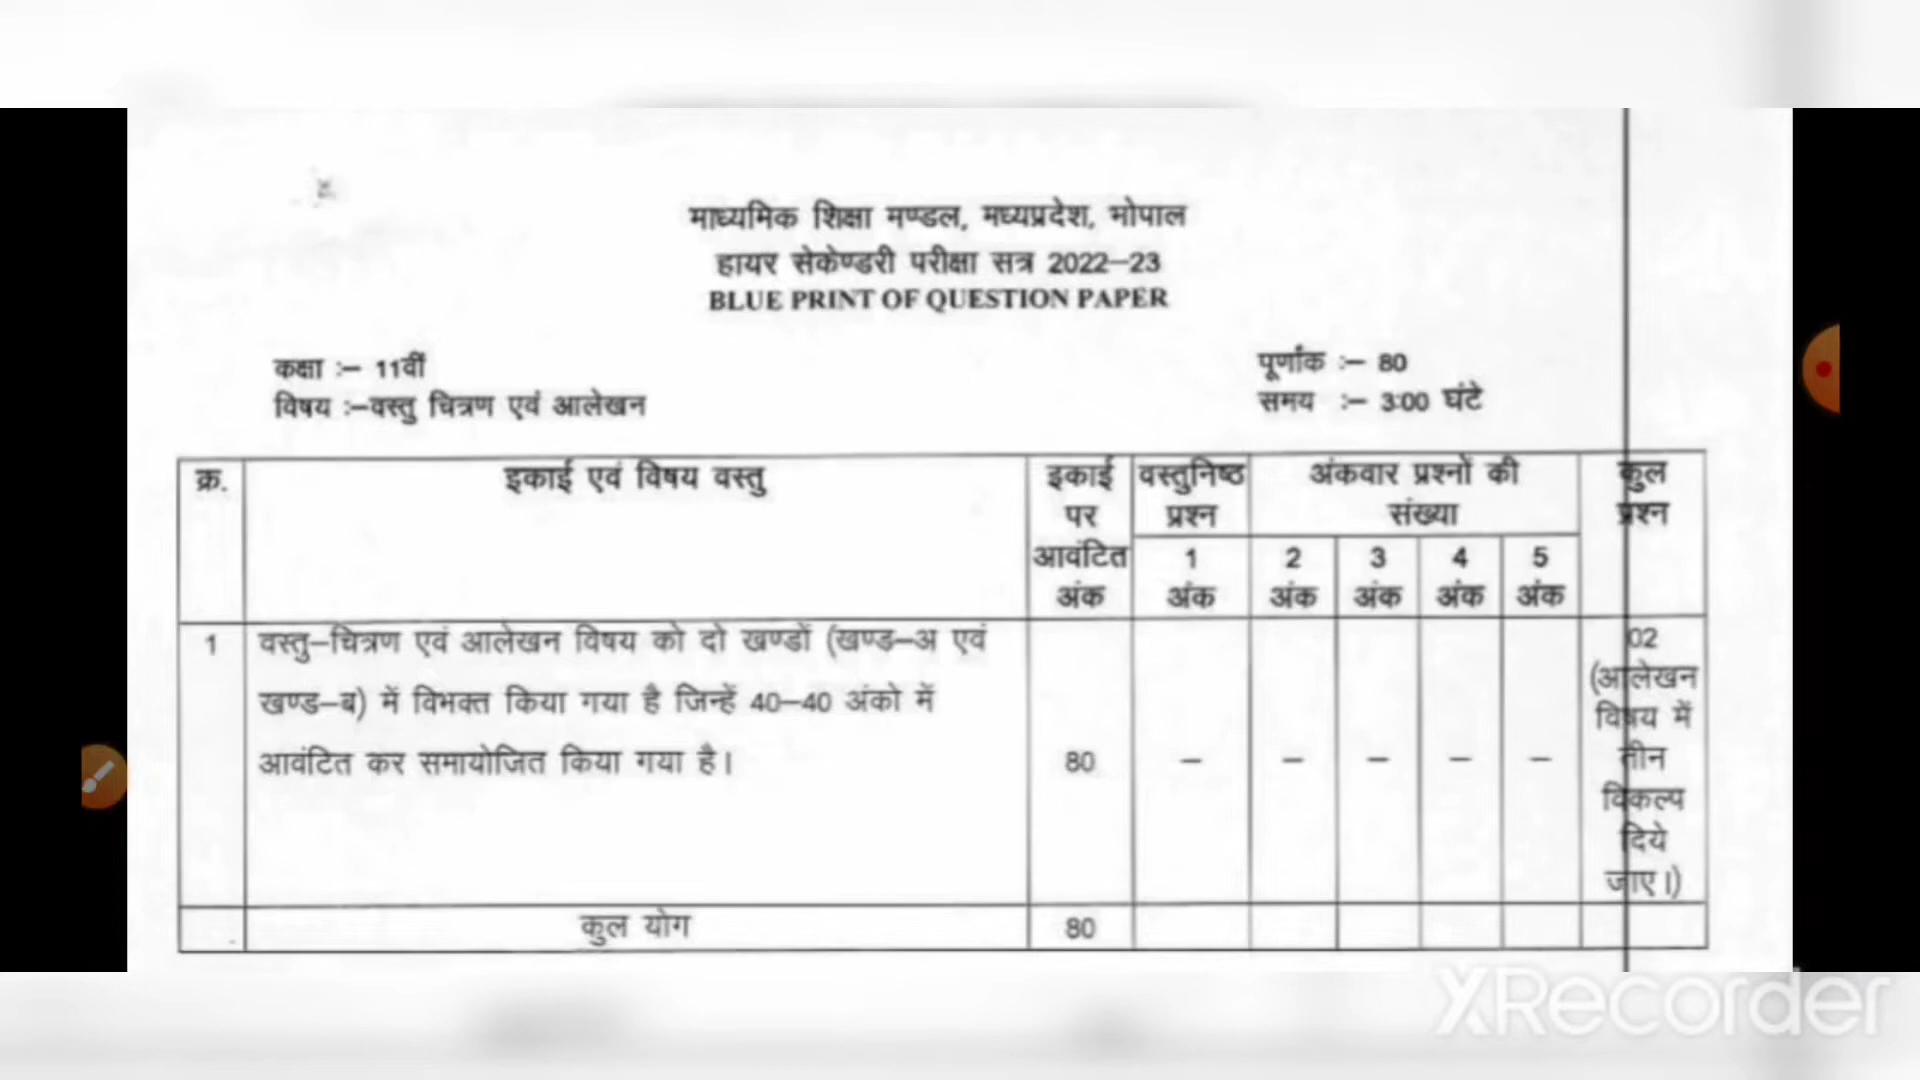 माध्यमिक शिक्षा मण्डल, मध्यप्रदेश, भोपाल
हायर सेकेण्डरी परीक्षा सत्र 2022–23
BLUE PRINT OF QUESTION PAPER
कक्षा :– 11वीं
पूर्णांक :– 80
विषय :–वस्तु चित्रण एवं आलेखन
समय :– 3:00 घंटे
क्र.
इकाई एवं विषय वस्तु
इकाई
पर
आवंटित
अंक
वस्तुनिष्ठ
प्रश्न
1
अंक
अंकवार प्रश्नों की
संख्या
2
अंक
3
अंक
4
अंक
5
अंक
कुल
प्रश्न
1
वस्तु–चित्रण एवं आलेखन विषय को दो खण्डों (खण्ड–अ एवं
खण्ड–ब) में विभक्त किया गया है जिन्हें 40–40 अंको में
आवंटित कर समायोजित किया गया है।
80
–
–
–
–
–
02
(आलेखन
विषय में
तीन
विकल्प
दिये
जाए।)
कुल योग
80
XRecorder